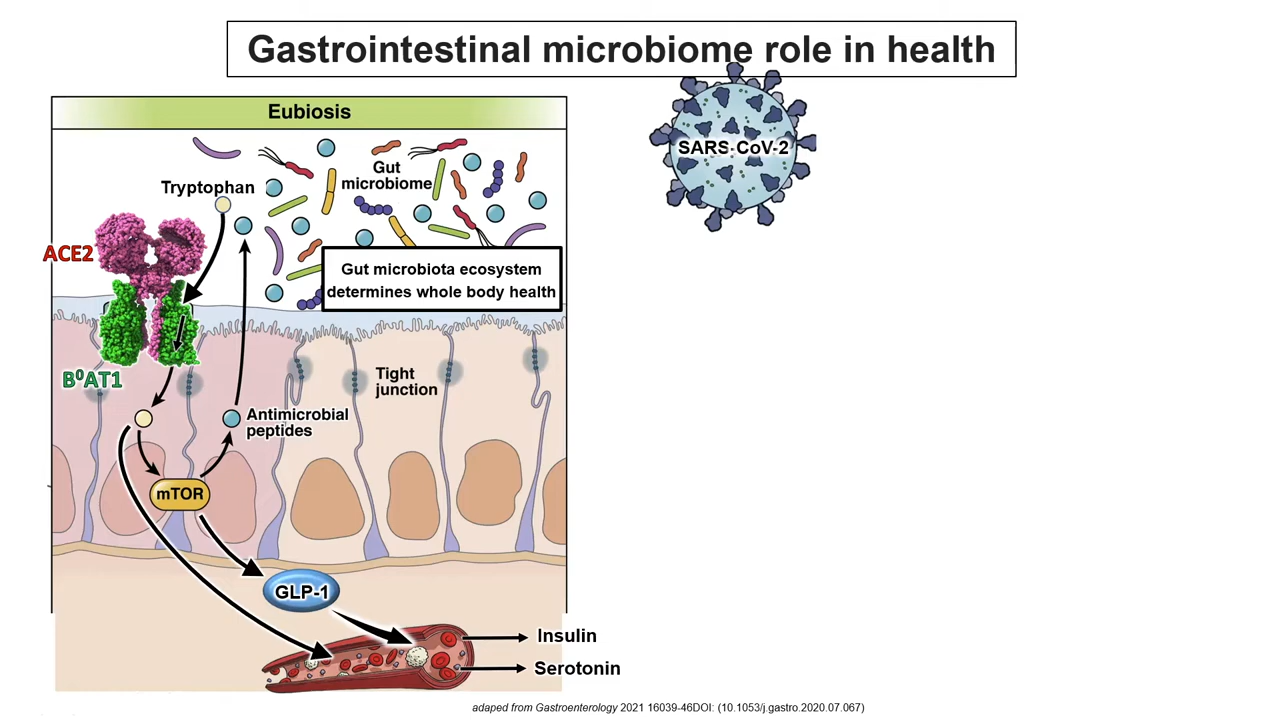 Gastrointestinal microbiome role in health
Eubiosis
SARS-CoV-2
Gut
microbiome
Tryptophan
ACE2
Gut microbiota ecosystem
determines whole body health
B⁰AT1
Tight
junction
Antimicrobial
peptides
mTOR
GLP-1
Insulin
Serotonin
adaped from Gastroenterology 2021 16039-46DOI: (10.1053/j.gastro.2020.07.067)